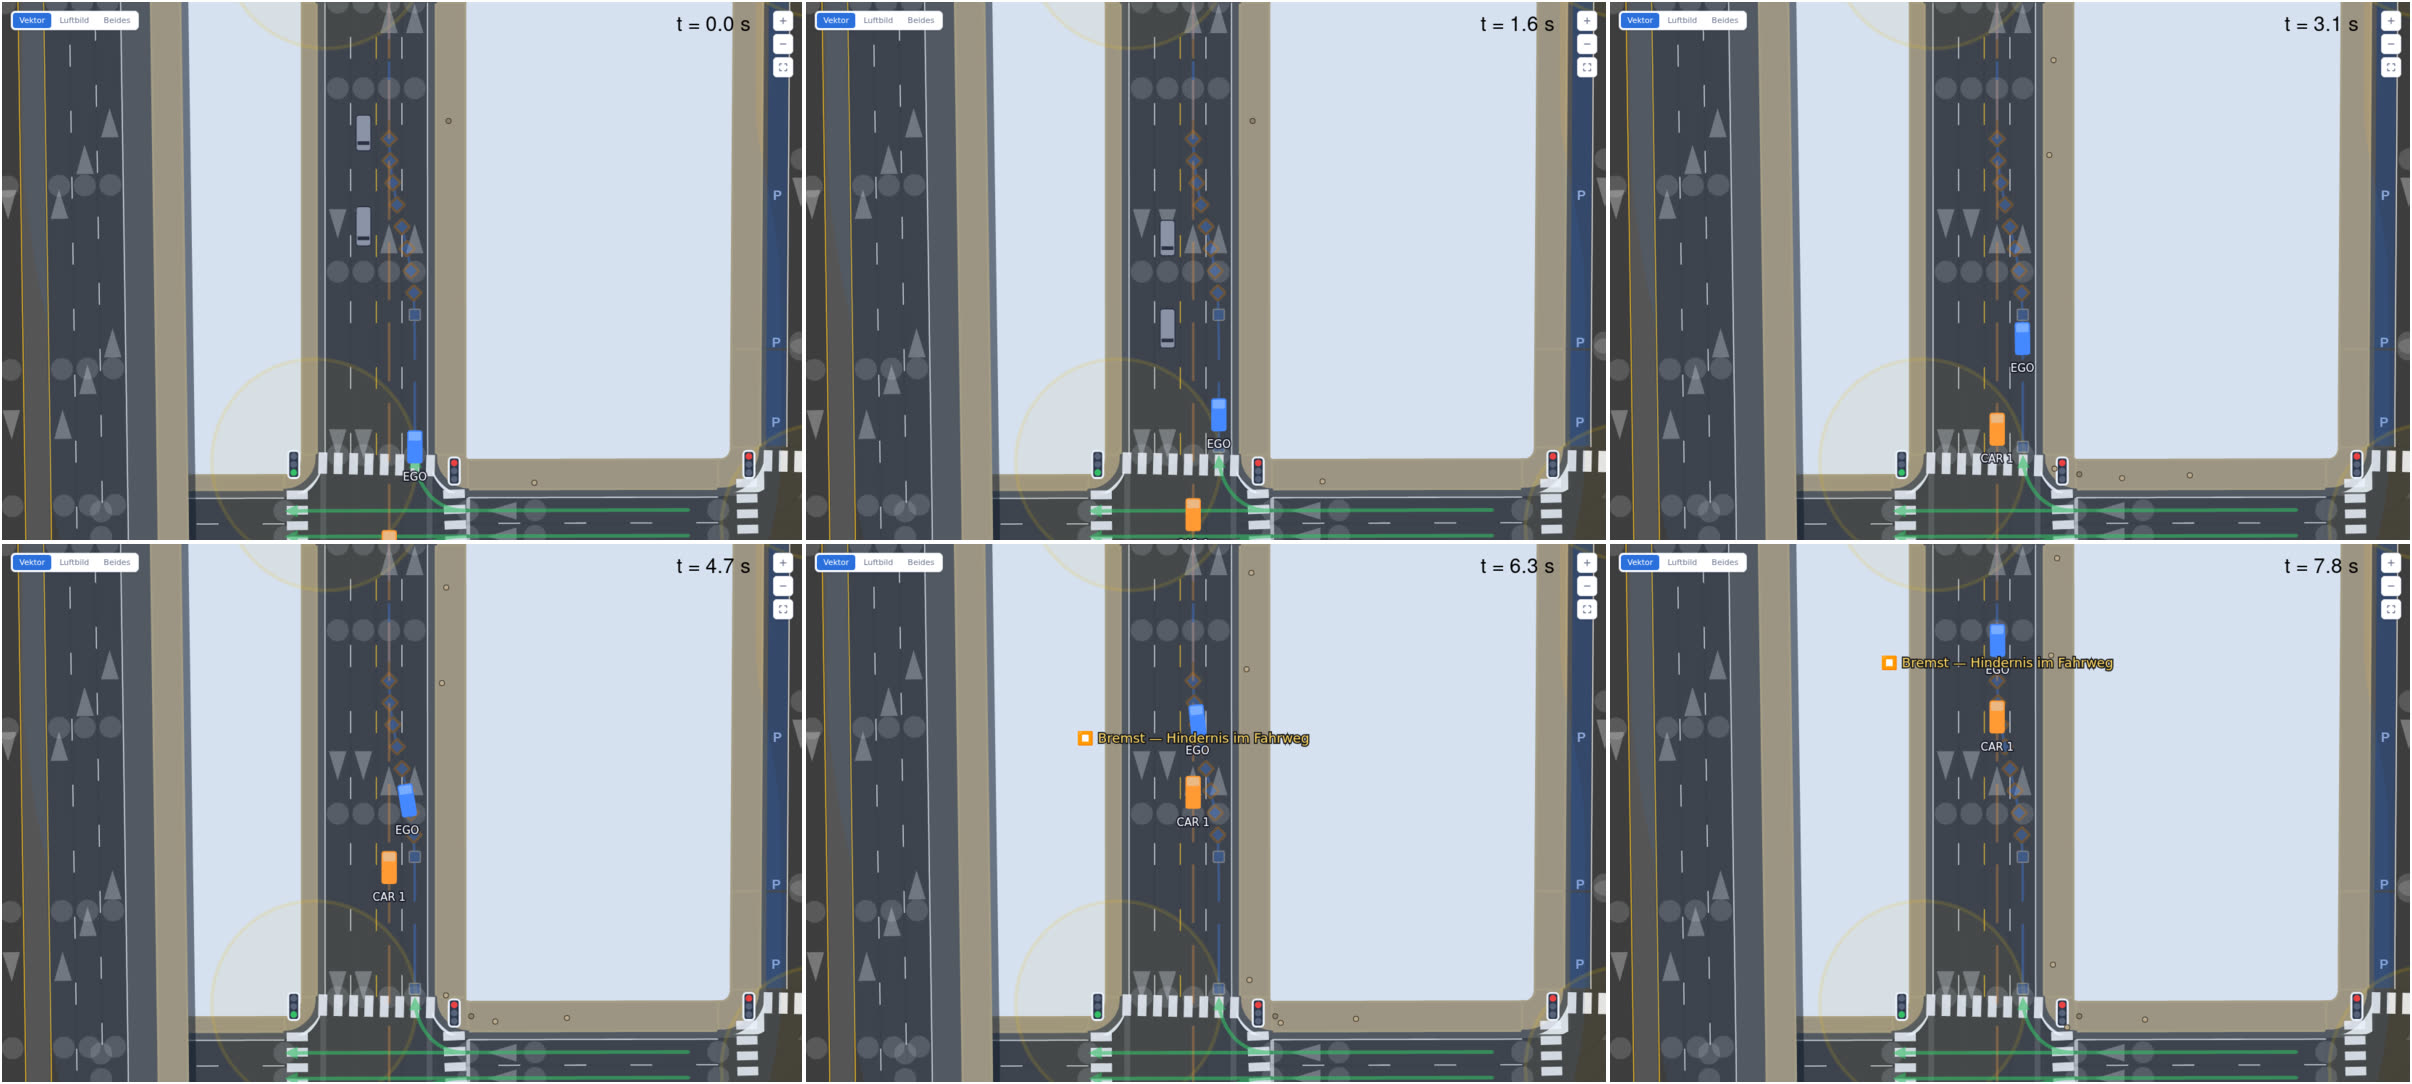 Vektor Luftbild Beides
t = 0.0 s
+
−
P
P
P
EGO
Vektor Luftbild Beides
t = 1.6 s
+
−
P
P
P
EGO
Vektor Luftbild Beides
t = 3.1 s
+
−
P
P
P
EGO
CAR 1
Vektor Luftbild Beides
t = 4.7 s
+
−
P
P
P
EGO
CAR 1
Vektor Luftbild Beides
t = 6.3 s
+
−
P
Bremst — Hindernis im Fahrweg
EGO
CAR 1
P
P
Vektor Luftbild Beides
t = 7.8 s
+
−
Bremst — Hindernis im Fahrweg
EGO
P
CAR 1
P
P